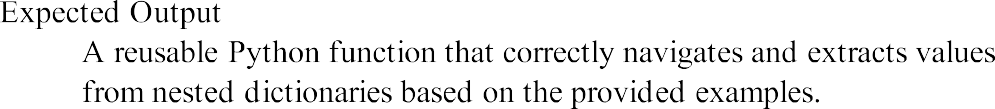 Expected Output
A reusable Python function that correctly navigates and extracts values
from nested dictionaries based on the provided examples.